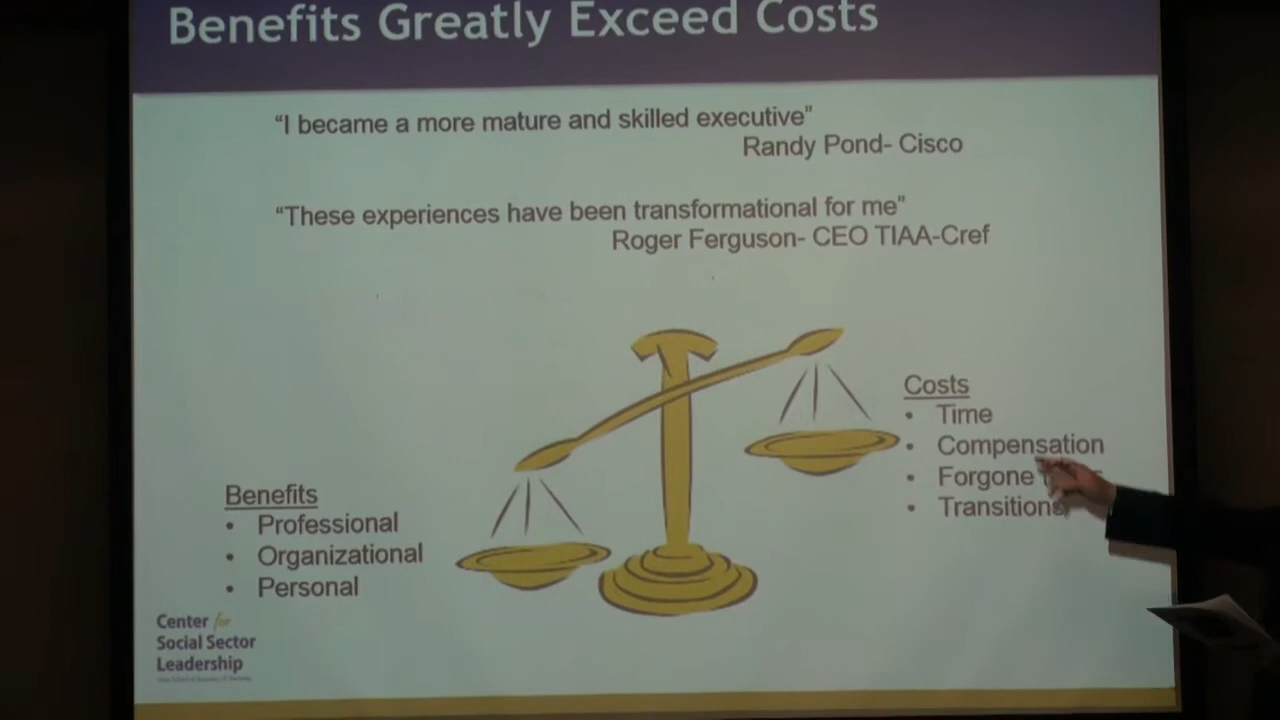 Benefits Greatly Exceed Costs
“I became a more mature and skilled executive”
Randy Pond- Cisco
“These experiences have been transformational for me”
Roger Ferguson- CEO TIAA-Cref
Costs
• Time
• Compensation
• Forgone
• Transitions
Benefits
• Professional
• Organizational
• Personal
Center for
Social Sector
Leadership